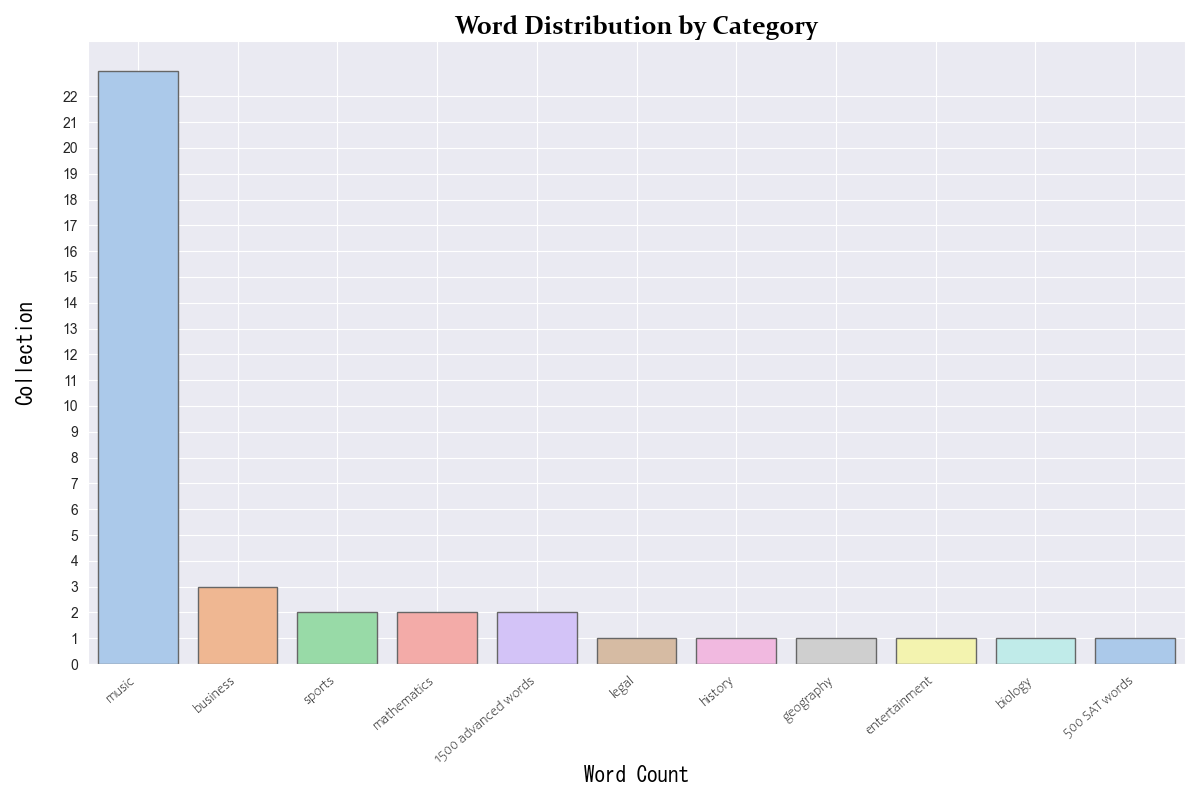 Word Distribution by Category
22
21
20
19
18
17
16
15
14
13
12
11
10
9
8
7
6
5
4
3
2
1
0
Collection
music
business
sports
mathematics
1500 advanced words
legal
history
geography
entertainment
biology
500 SAT words
Word Count